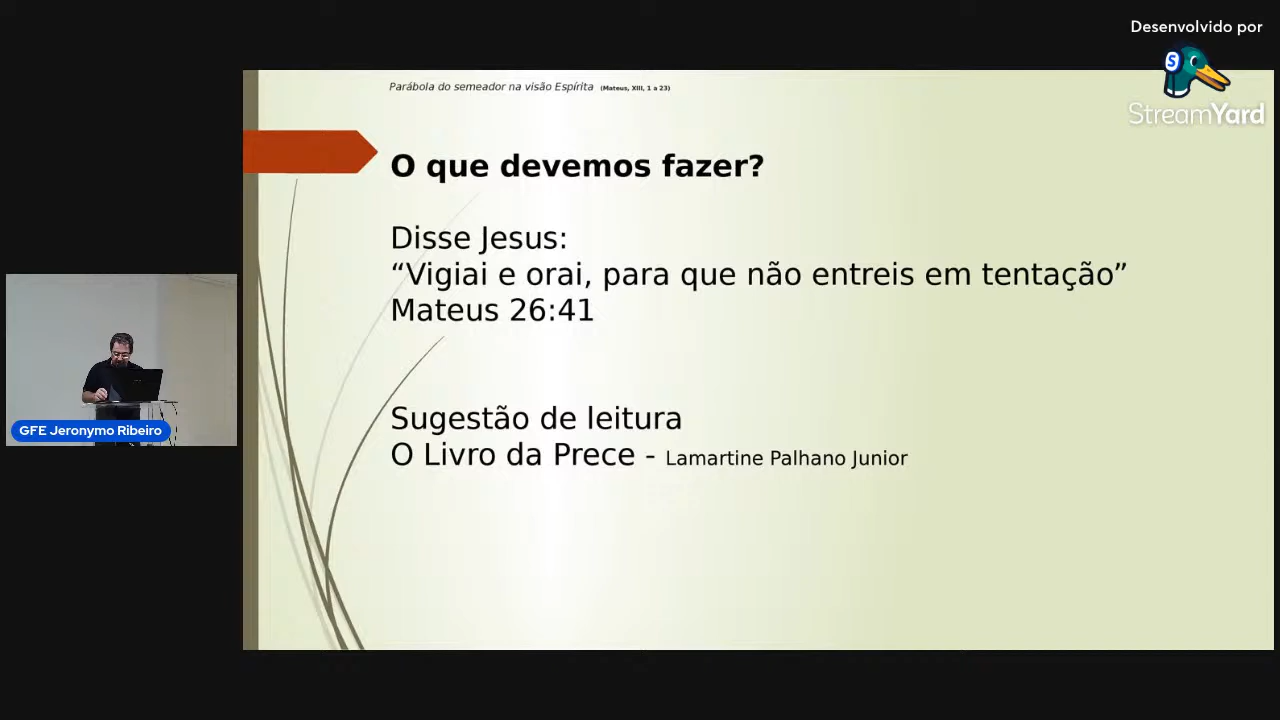 Desenvolvido por
StreamYard
Parábola do semeador na visão Espírita (Mateus, XIII, 1 a 23)
O que devemos fazer?
Disse Jesus:
“Vigiai e orai, para que não entreis em tentação”
Mateus 26:41
Sugestão de leitura
O Livro da Prece - Lamartine Palhano Junior
GFE Jeronymo Ribeiro